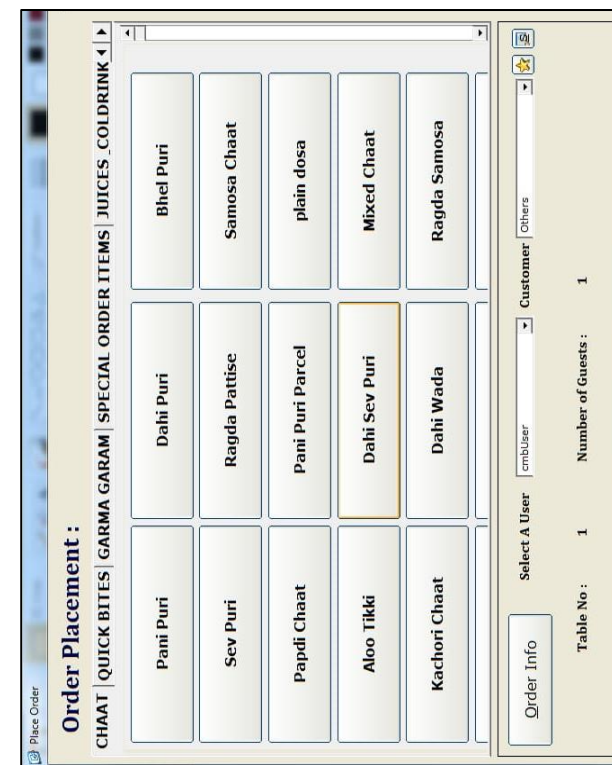 Place Order
Order Placement :
CHAAT QUICK BITES GARMA GARAM SPECIAL ORDER ITEMS JUICES_COLDRINK
Pani Puri Dahi Puri Bhel Puri
Sev Puri Ragda Pattise Samosa Chaat
Papdi Chaat Pani Puri Parcel plain dosa
Aloo Tikki Dahi Sev Puri Mixed Chaat
Kachori Chaat Dahi Wada Ragda Samosa
Order Info Select A User cmbUser Customer Others
Table No : 1 Number of Guests : 1